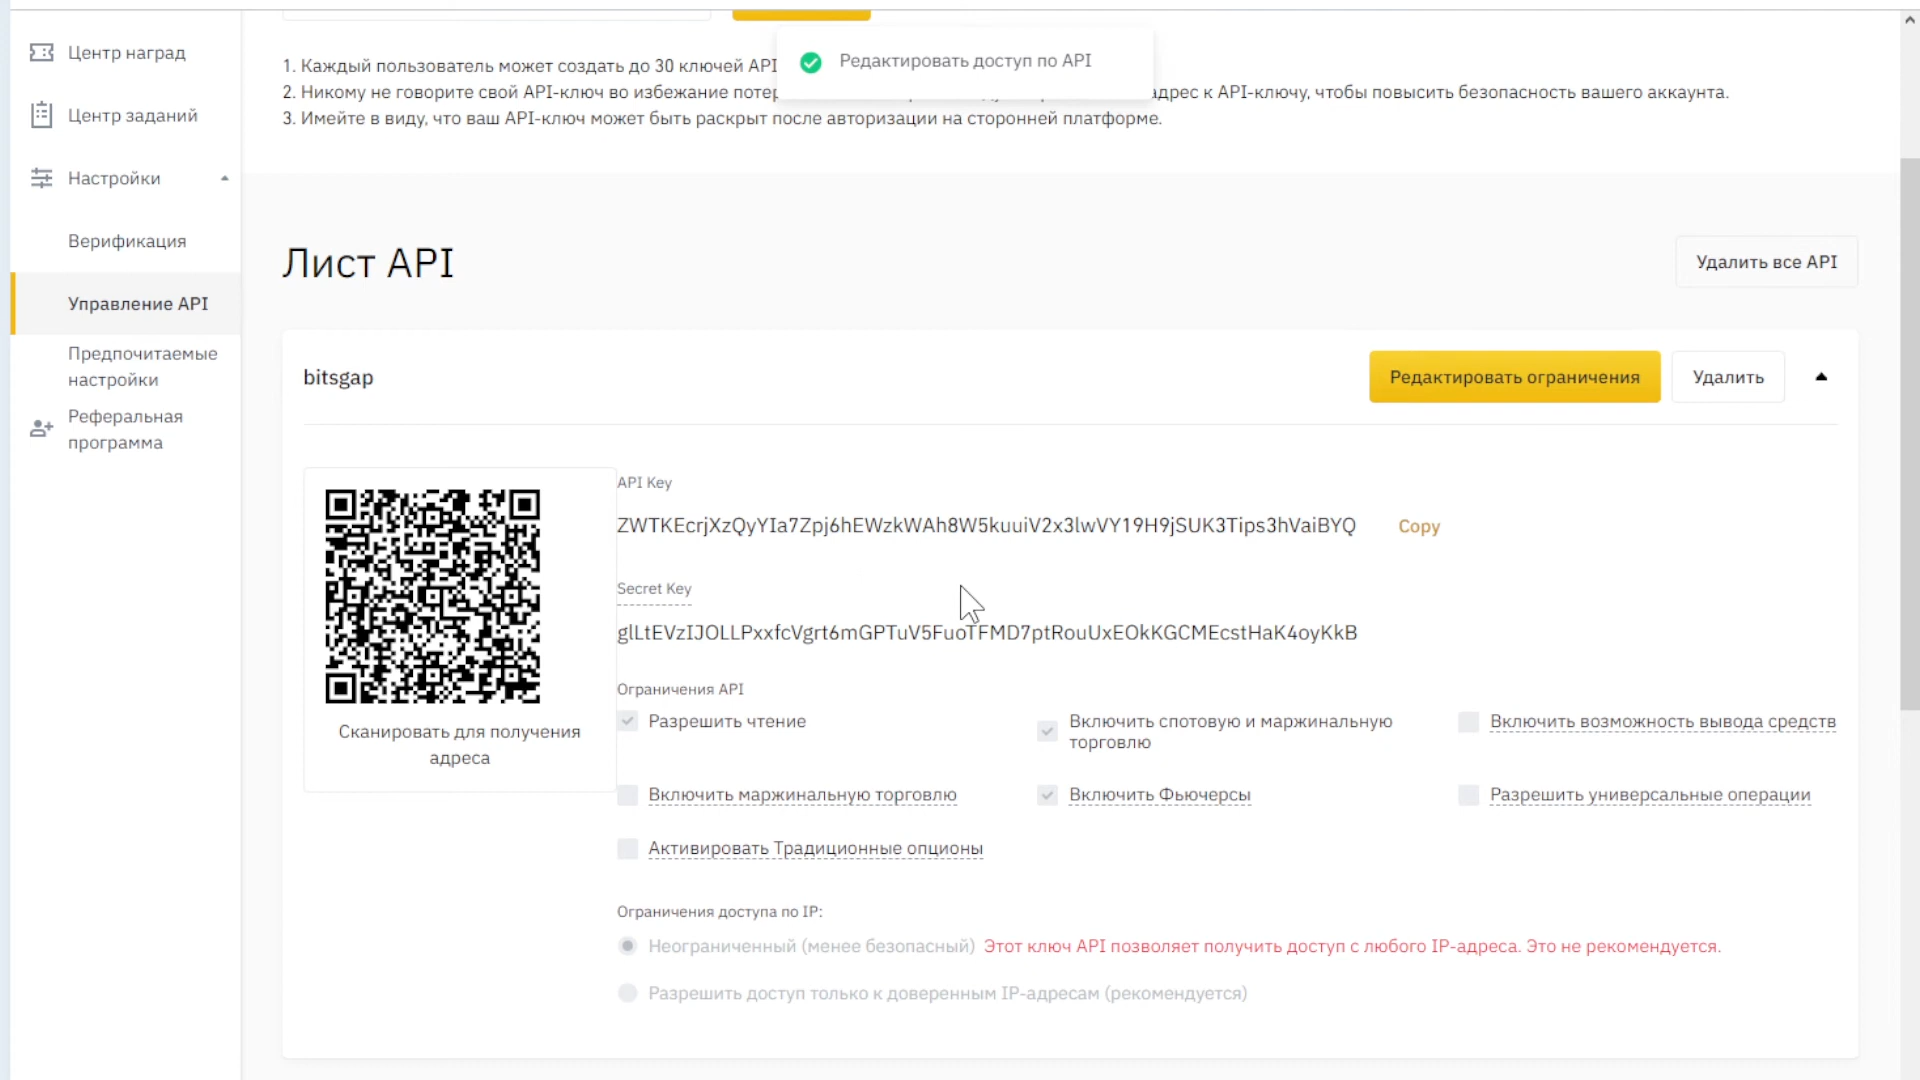 Центр наград
Центр заданий
Настройки
Верификация
Управление API
Предпочитаемые
настройки
Реферальная
программа
Редактировать доступ по API
1. Каждый пользователь может создать до 30 ключей API
2. Никому не говорите свой API-ключ во избежание адрес к API-ключу, чтобы повысить безопасность вашего аккаунта.
3. Имейте в виду, что ваш API-ключ может быть раскрыт после авторизации на сторонней платформе.
Лист API
Удалить все API
bitsgap
Редактировать ограничения
Удалить
API Key
ZWTKEcrjXzQyYIa7Zpj6hEWzkWAh8W5kuuiV2x3lwVY19H9jSUK3Tips3hVaiBYQ
Copy
Secret Key
glLtEVzIJOLLPxxfcVgrt6mGPTuV5FuoTFMD7ptRouUxEOkKGCMEcstHaK4oyKkB
Сканировать для получения
адреса
Ограничения API
Разрешить чтение
Включить спотовую и маржинальную
торговлю
Включить возможность вывода средств
Включить маржинальную торговлю
Включить Фьючерсы
Разрешить универсальные операции
Активировать Традиционные опционы
Ограничения доступа по IP:
Неограниченный (менее безопасный) Этот ключ API позволяет получить доступ с любого IP-адреса. Это не рекомендуется.
Разрешить доступ только к доверенным IP-адресам (рекомендуется)